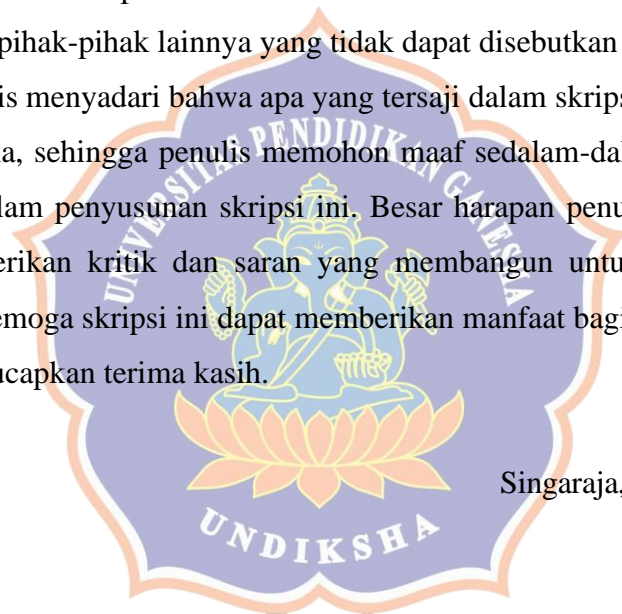 pihak-pihak lainnya yang tidak dapat disebutkan
is menyadari bahwa apa yang tersaji dalam skrips
a, sehingga penulis memohon maaf sedalam-dal
lam penyusunan skripsi ini. Besar harapan penu
erikan kritik dan saran yang membangun untu
emoga skripsi ini dapat memberikan manfaat bagi
ucapkan terima kasih.
Singaraja,
UNIVERSITAS PENDIDIKAN GANESHA
UNDIKSHA